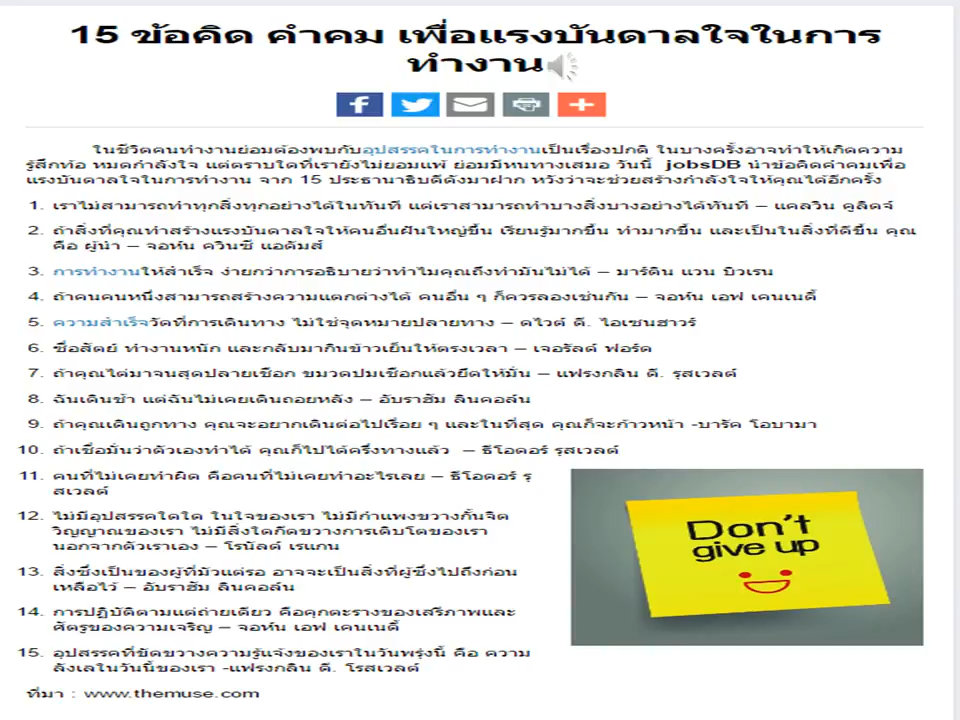 15 ข้อคิด คำคม เพื่อแรงบันดาลใจในการ
ทำงาน
ในชีวิตคนทำงานย่อมต้องพบกับอุปสรรคในการทำงานเป็นเรื่องปกติ ในบางครั้งอาจทำให้เกิดความ
รู้สึกท้อ หมดกำลังใจ แต่ตราบใดที่เรายังไม่ยอมแพ้ ย่อมมีหนทางเสมอ วันนี้ jobsDB นำข้อคิดคำคมเพื่อ
แรงบันดาลใจในการทำงาน จาก 15 ประธานาธิบดีดังมาฝาก หวังว่าจะช่วยสร้างกำลังใจให้คุณได้อีกครั้ง
1. เราไม่สามารถทำทุกสิ่งทุกอย่างได้ในทันที แต่เราสามารถทำบางสิ่งบางอย่างได้ทันที – แคลวิน คูลิดจ์
2. ถ้าสิ่งที่คุณทำสร้างแรงบันดาลใจให้คนอื่นฝันใหญ่ขึ้น เรียนรู้มากขึ้น ทำมากขึ้น และเป็นในสิ่งที่ดีขึ้น คุณ
คือ ผู้นำ – จอห์น ควินซี แอดัมส์
3. การทำงานให้สำเร็จ ง่ายกว่าการอธิบายว่าทำไมคุณถึงทำมันไม่ได้ – มาร์ติน แวน บิวเรน
4. ถ้าคนคนหนึ่งสามารถสร้างความแตกต่างได้ คนอื่น ๆ ก็ควรลองเช่นกัน – จอห์น เอฟ เคนเนดี้
5. ความสำเร็จวัดที่การเดินทาง ไม่ใช่จุดหมายปลายทาง – ดไวต์ ดี. ไอเซนฮาวร์
6. ซื่อสัตย์ ทำงานหนัก และกลับมากินข้าวเย็นให้ตรงเวลา – เจอรัลด์ ฟอร์ด
7. ถ้าคุณไต่มาจนสุดปลายเชือก ขมวดปมเชือกแล้วยึดให้มั่น – แฟรงกลิน ดี. รูสเวลต์
8. ฉันเดินช้า แต่ฉันไม่เคยเดินถอยหลัง – อับราฮัม ลินคอล์น
9. ถ้าคุณเดินถูกทาง คุณจะอยากเดินต่อไปเรื่อย ๆ และในที่สุด คุณก็จะก้าวหน้า -บารัค โอบามา
10. ถ้าเชื่อมั่นว่าตัวเองทำได้ คุณก็ไปได้ครึ่งทางแล้ว – ธีโอดอร์ รูสเวลต์
11. คนที่ไม่เคยทำผิด คือคนที่ไม่เคยทำอะไรเลย – ธีโอดอร์ รู
สเวลต์
12. ไม่มีอุปสรรคใดใด ในใจของเรา ไม่มีกำแพงขวางกั้นจิต
วิญญาณของเรา ไม่มีสิ่งใดกีดขวางการเติบโตของเรา
นอกจากตัวเราเอง – โรนัลด์ เรแกน
13. สิ่งซึ่งเป็นของผู้ที่มัวแต่รอ อาจจะเป็นสิ่งที่ผู้ซึ่งไปถึงก่อน
เหลือไว้ – อับราฮัม ลินคอล์น
14. การปฏิบัติตามแต่ถ่ายเดียว คือคุกตะรางของเสรีภาพและ
ศัตรูของความเจริญ – จอห์น เอฟ เคนเนดี้
15. อุปสรรคที่ขัดขวางความรู้แจ้งของเราในวันพรุ่งนี้ คือ ความ
ลังเลในวันนี้ของเรา -แฟรงกลิน ดี. โรสเวลต์
ที่มา : www.themuse.com
Don't
give up